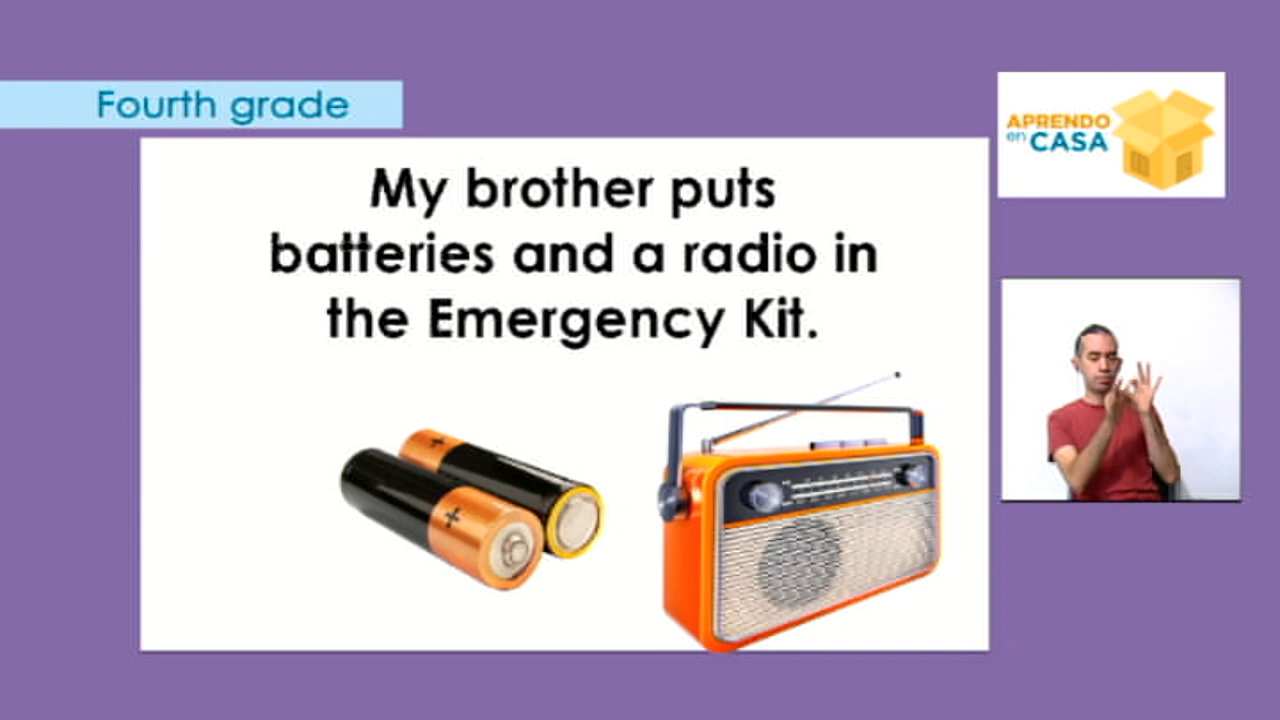 Fourth grade
APRENDO
en CASA
My brother puts
batteries and a radio in
the Emergency Kit.